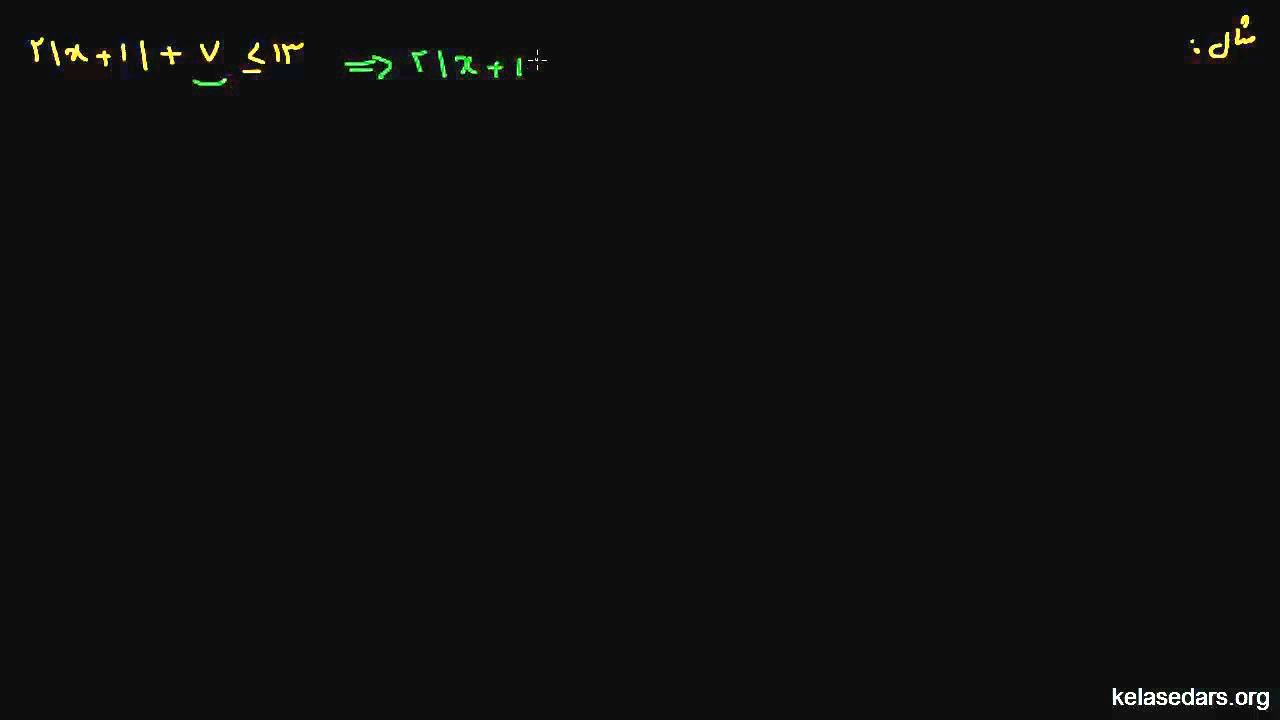 مثال :
۲|x + ۱| + ۷ ≤ ۱۳ ⇒ ۲|x + ۱
kelasedars.org